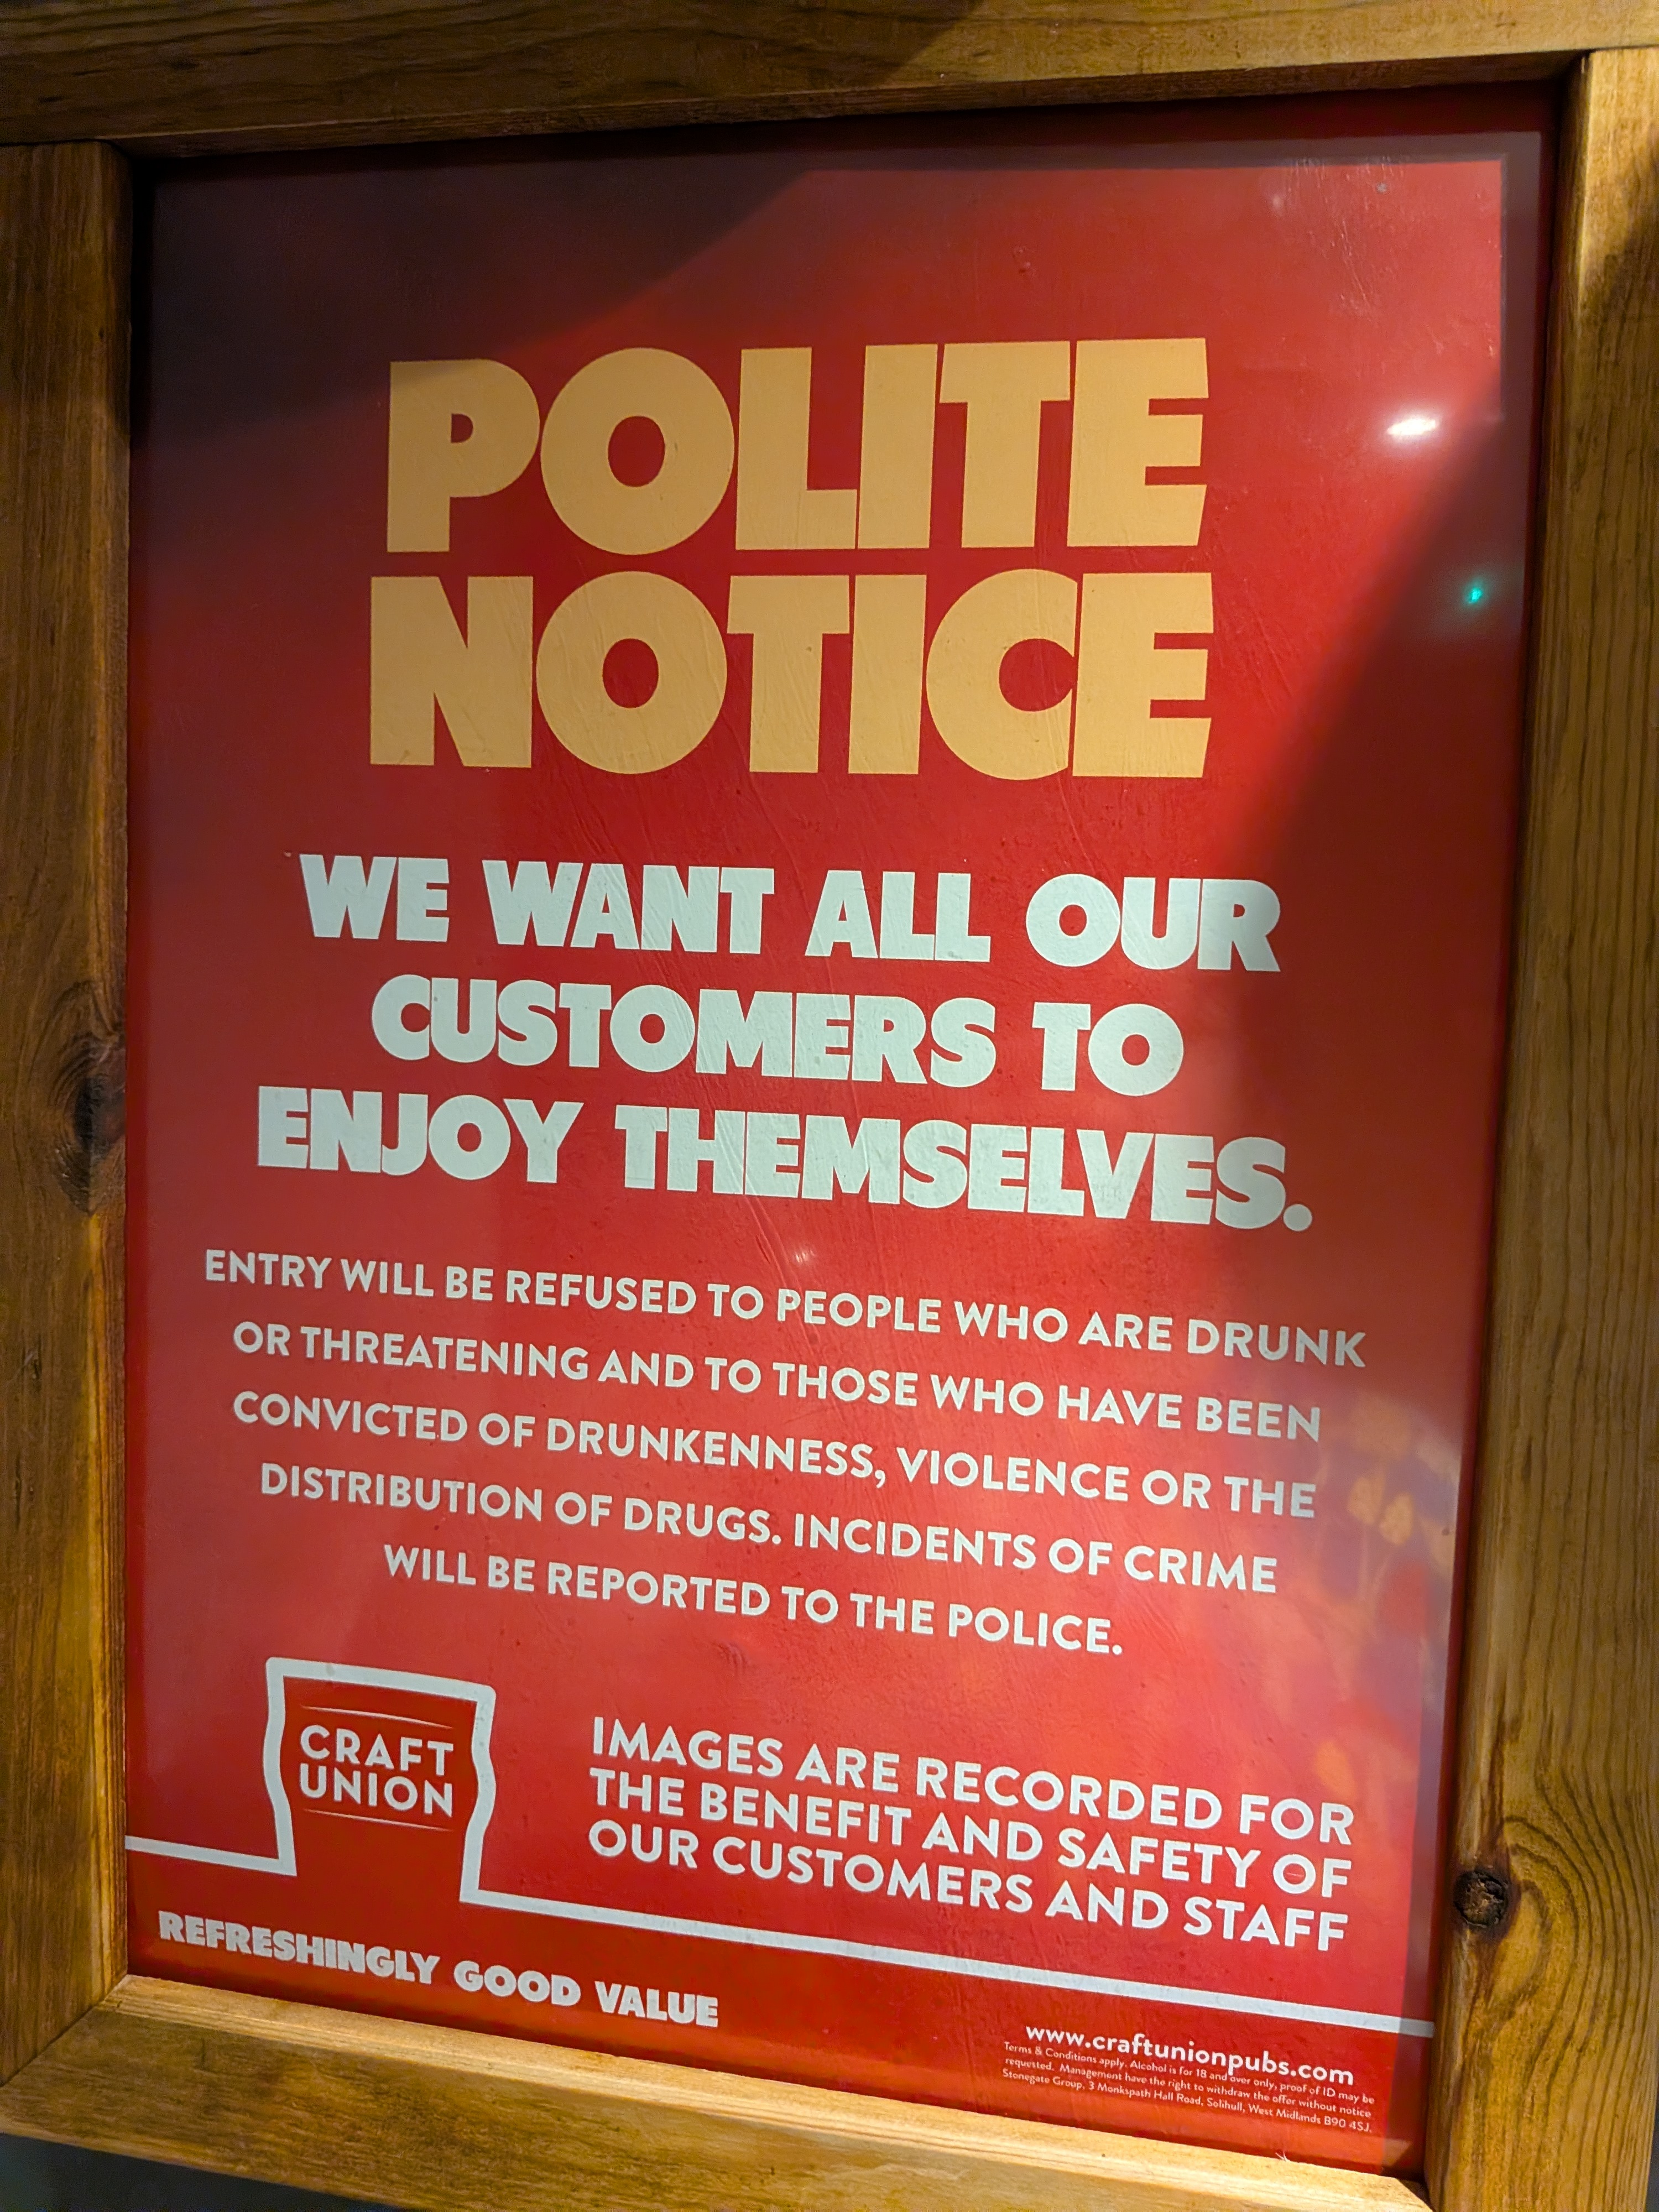 POLITE
NOTICE
WE WANT ALL OUR
CUSTOMERS TO
ENJOY THEMSELVES.
ENTRY WILL BE REFUSED TO PEOPLE WHO ARE DRUNK
OR THREATENING AND TO THOSE WHO HAVE BEEN
CONVICTED OF DRUNKENNESS, VIOLENCE OR THE
DISTRIBUTION OF DRUGS. INCIDENTS OF CRIME
WILL BE REPORTED TO THE POLICE.
CRAFT
UNION
IMAGES ARE RECORDED FOR
THE BENEFIT AND SAFETY OF
OUR CUSTOMERS AND STAFF
REFRESHINGLY GOOD VALUE
www.craftunionpubs.com
Terms & Conditions apply. Alcohol is for 18 and over only, proof of ID may be
requested. Management have the right to withdraw the offer without notice
Stonegate Group, 3 Monkspath Hall Road, Solihull, West Midlands B90 4SJ.